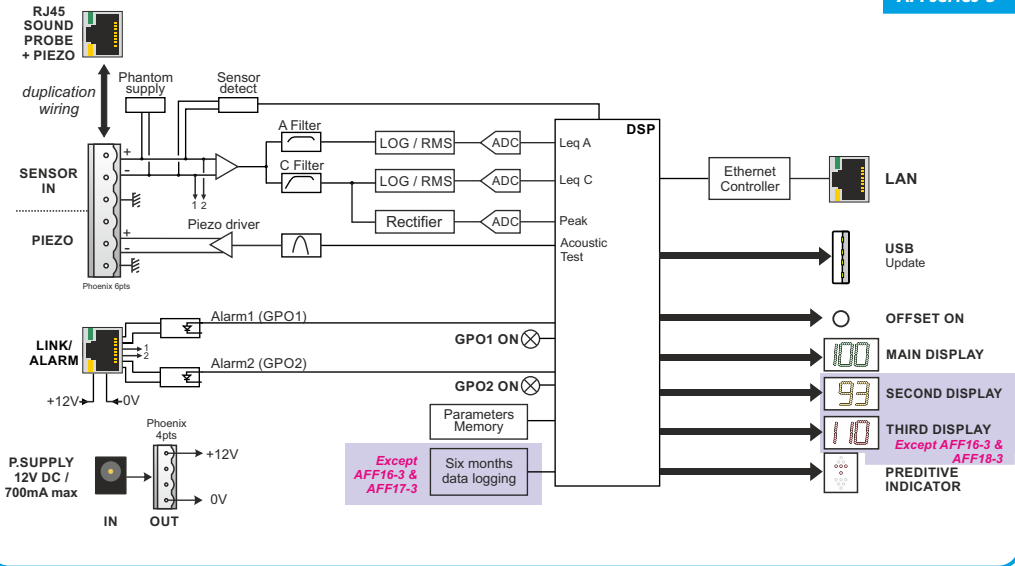 RJ45
SOUND
PROBE
+ PIEZO
duplication
wiring
Phantom
supply
Sensor
detect
A Filter
LOG / RMS
ADC
Leq A
DSP
C Filter
LOG / RMS
ADC
Leq C
Rectifier
ADC
Peak
Acoustic
Test
SENSOR
IN
+
-
1 2
PIEZO
+
-
Piezo driver
Phoenix 6pts
Ethernet
Controller
LAN
USB
Update
OFFSET ON
100
MAIN DISPLAY
93
SECOND DISPLAY
110
THIRD DISPLAY
Except AFF16-3 &
AFF18-3
PREDITIVE
INDICATOR
LINK/
ALARM
Alarm1 (GPO1)
GPO1 ON
1
2
Alarm2 (GPO2)
GPO2 ON
+12V
0V
Parameters
Memory
Except
AFF16-3 &
AFF17-3
Six months
data logging
P.SUPPLY
12V DC /
700mA max
Phoenix
4pts
+12V
0V
IN
OUT